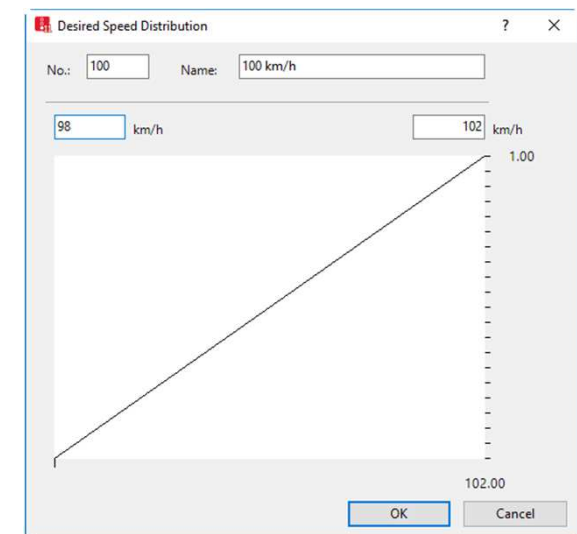 Desired Speed Distribution ?
No.: 100 Name: 100 km/h
98 km/h 102 km/h
1.00
102.00
OK Cancel